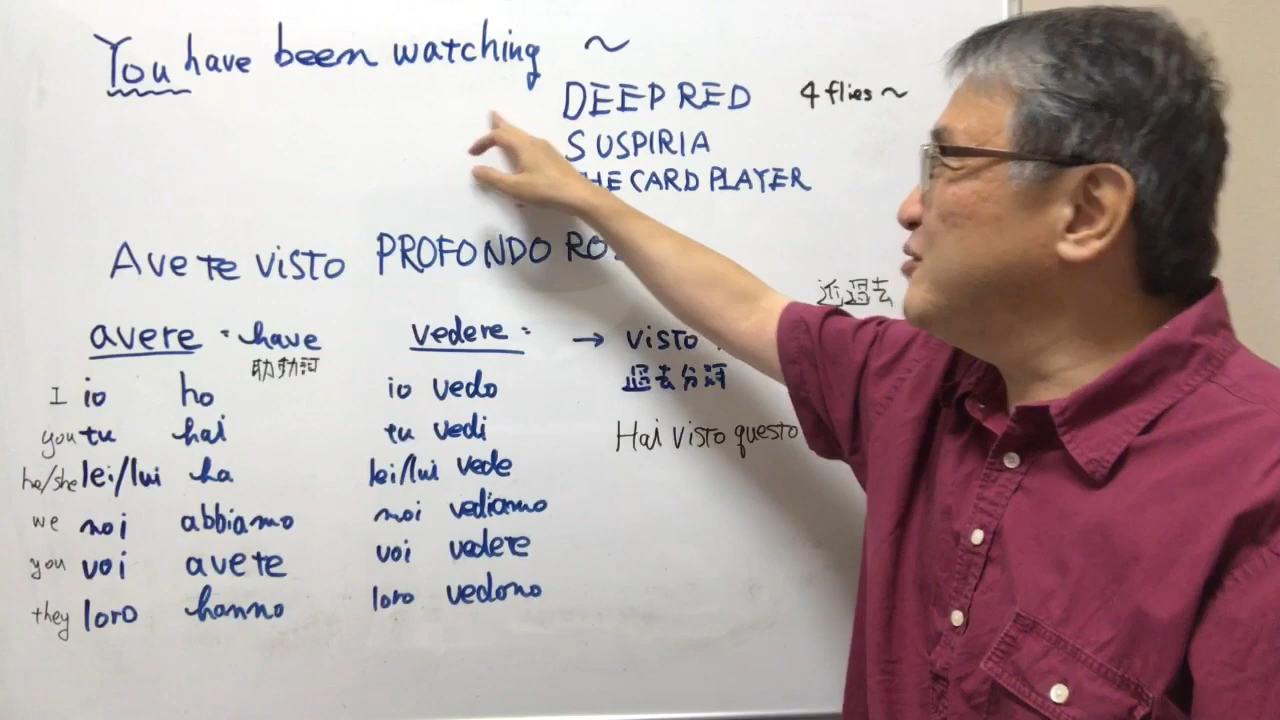 You have been watching ~
DEEP RED 4 flies ~
SUSPIRIA
THE CARD PLAYER
Avete visto PROFONDO RO
近過去
avere = have vedere = → visto
助動詞 過去分詞
I io ho io vedo
you tu hai tu vedi
Hai visto questo
he/she lei/lui ha lei/lui vede
we noi abbiamo noi vediamo
you voi avete voi vedere
they loro hanno loro vedono